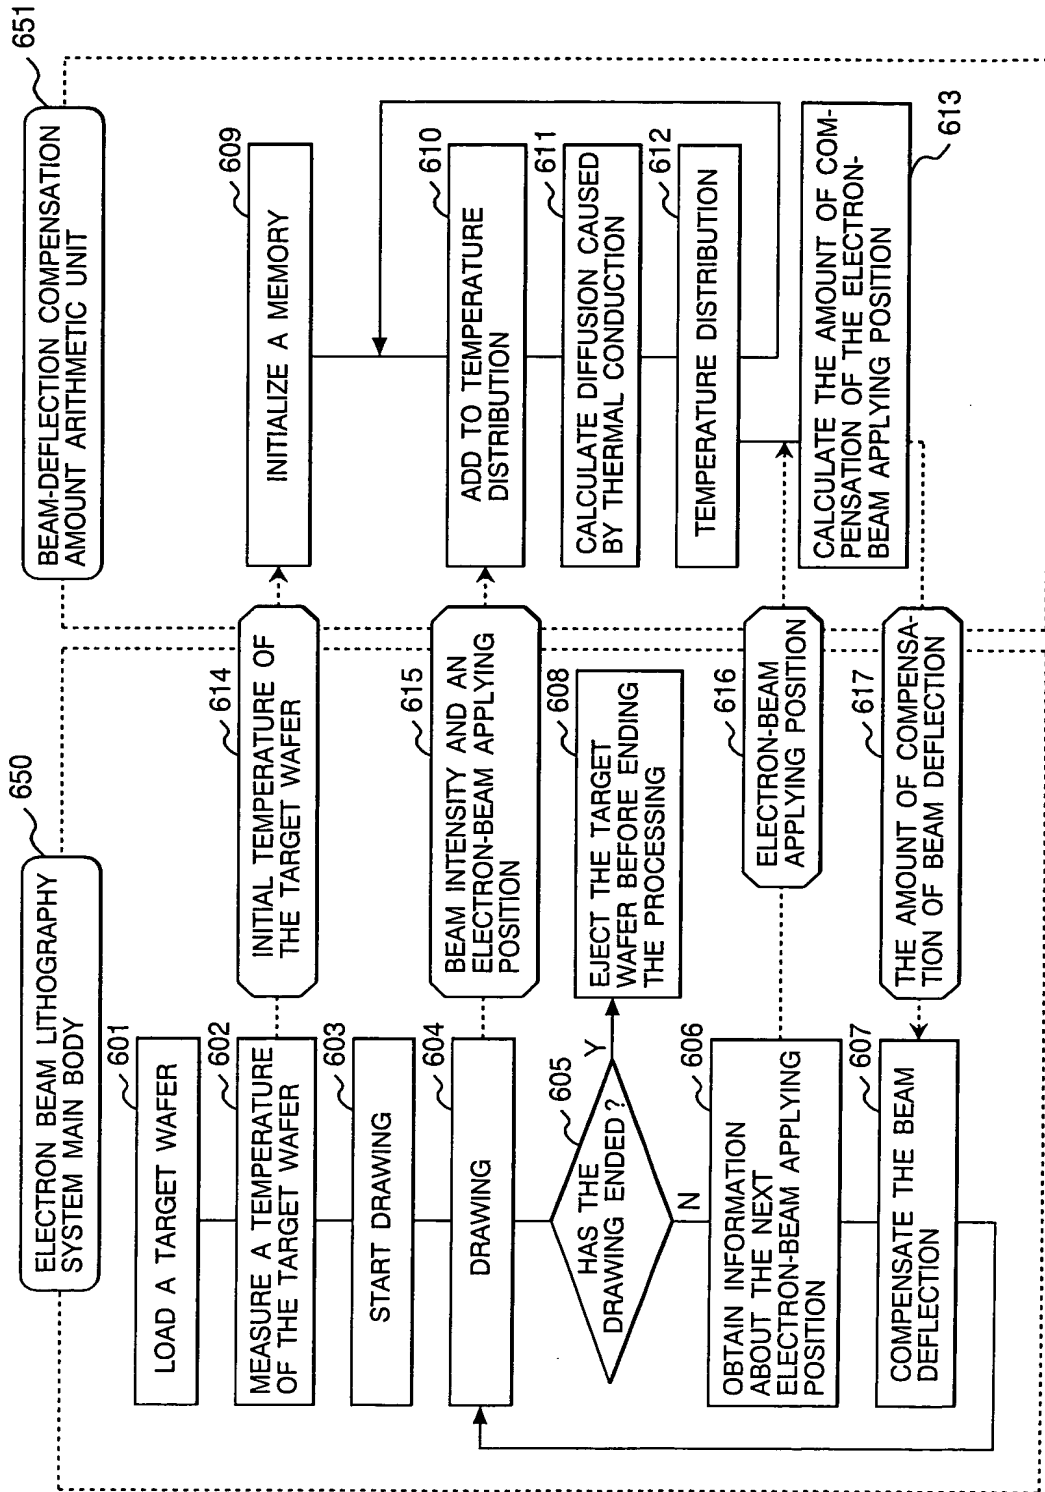 650
ELECTRON BEAM LITHOGRAPHY
SYSTEM MAIN BODY
601
LOAD A TARGET WAFER
602
MEASURE A TEMPERATURE
OF THE TARGET WAFER
603
START DRAWING
604
DRAWING
605
HAS THE
DRAWING ENDED?
Y
N
608
EJECT THE TARGET
WAFER BEFORE ENDING
THE PROCESSING
606
OBTAIN INFORMATION
ABOUT THE NEXT
ELECTRON-BEAM APPLYING
POSITION
607
COMPENSATE THE BEAM
DEFLECTION
614
INITIAL TEMPERATURE OF
THE TARGET WAFER
615
BEAM INTENSITY AND AN
ELECTRON-BEAM APPLYING
POSITION
616
ELECTRON-BEAM
APPLYING POSITION
617
THE AMOUNT OF COMPENSA-
TION OF BEAM DEFLECTION
651
BEAM-DEFLECTION COMPENSATION
AMOUNT ARITHMETIC UNIT
609
INITIALIZE A MEMORY
610
ADD TO TEMPERATURE
DISTRIBUTION
611
CALCULATE DIFFUSION CAUSED
BY THERMAL CONDUCTION
612
TEMPERATURE DISTRIBUTION
613
CALCULATE THE AMOUNT OF COM-
PENSATION OF THE ELECTRON-
BEAM APPLYING POSITION